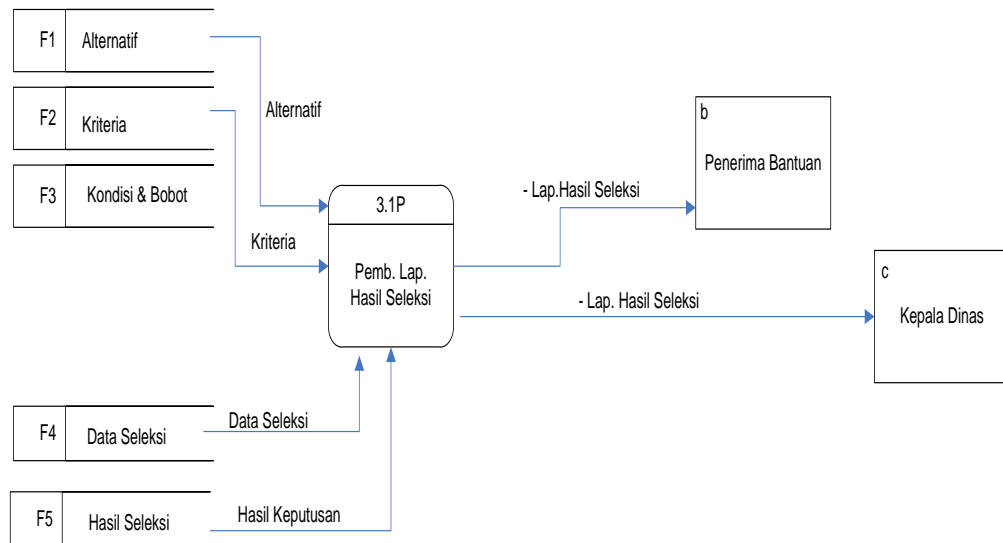 F1 Alternatif
F2 Kriteria
F3 Kondisi & Bobot
Alternatif
Kriteria
3.1P
Pemb. Lap.
Hasil Seleksi
- Lap.Hasil Seleksi
b
Penerima Bantuan
- Lap. Hasil Seleksi
c
Kepala Dinas
F4 Data Seleksi
Data Seleksi
F5 Hasil Seleksi
Hasil Keputusan